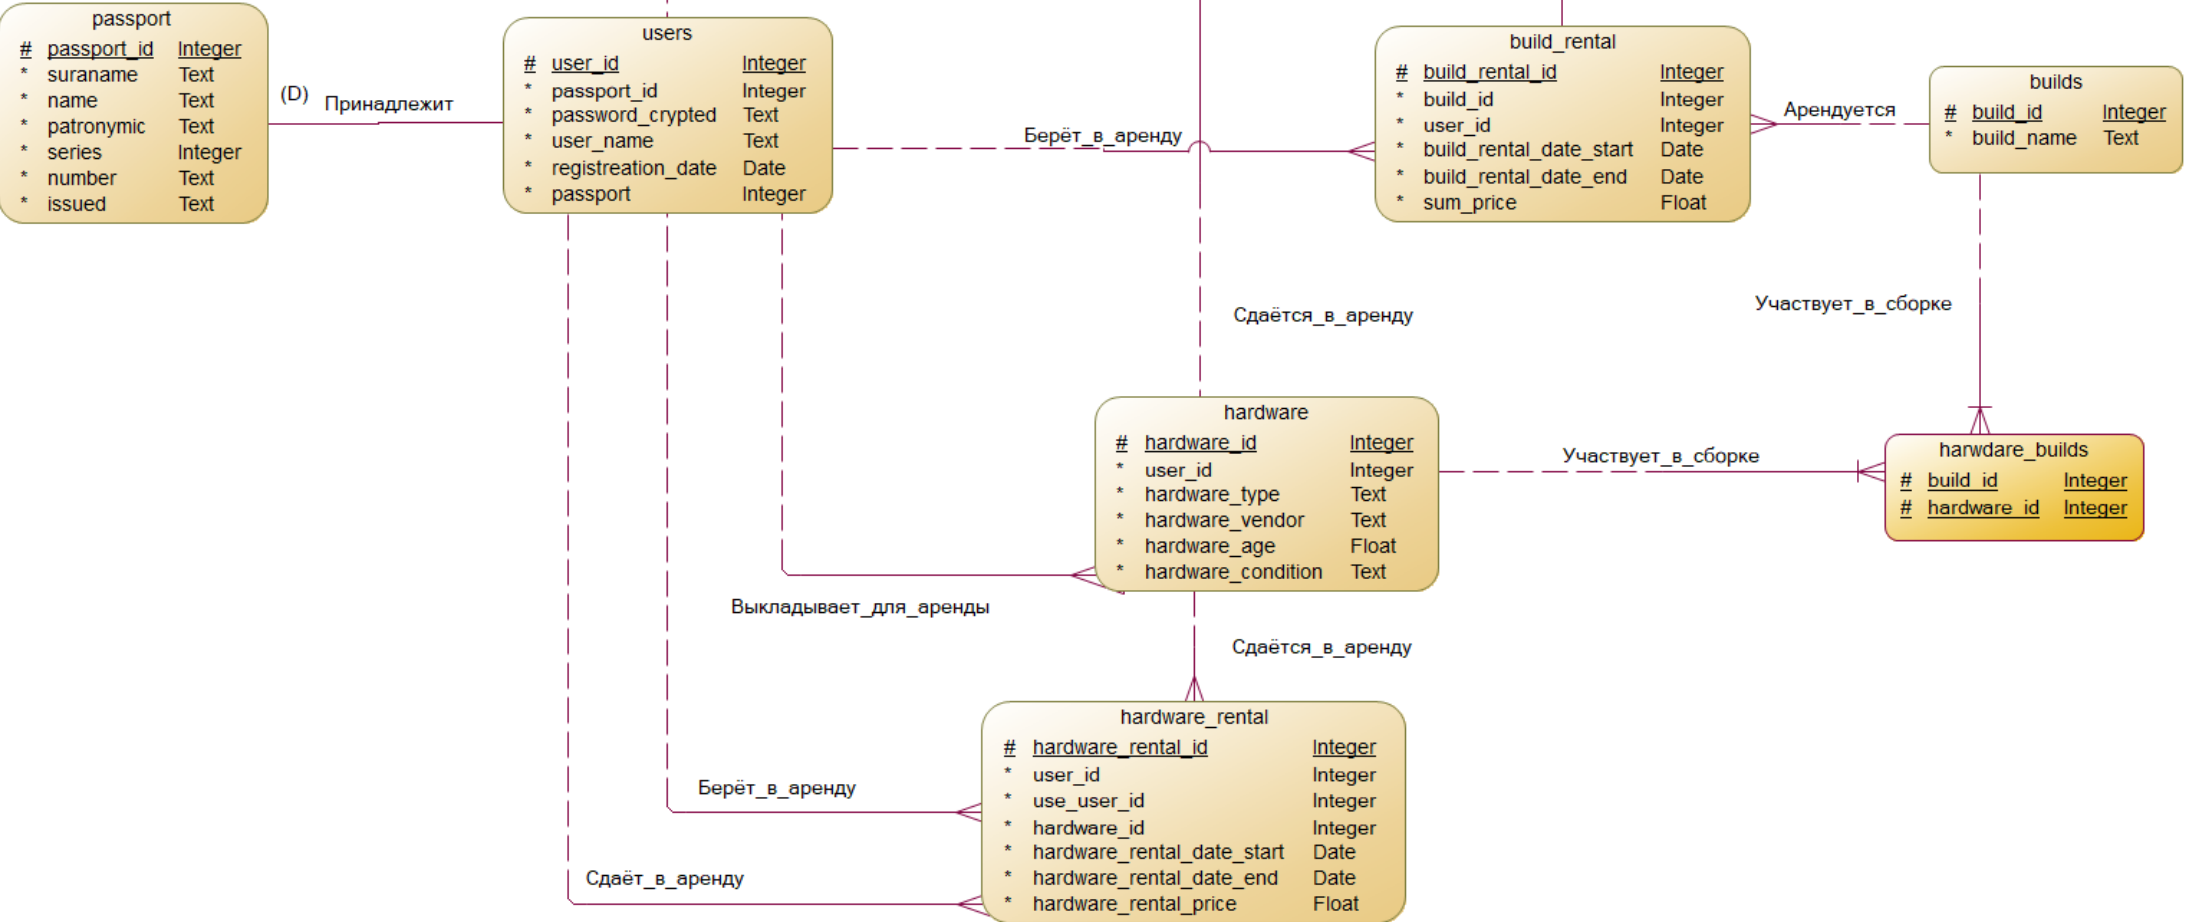 passport
# passport_id Integer
* suraname Text
* name Text
* patronymic Text
* series Integer
* number Text
* issued Text
(D) Принадлежит
users
# user_id Integer
* passport_id Integer
* password_crypted Text
* user_name Text
* registreation_date Date
* passport Integer
Берёт_в_аренду
build_rental
# build_rental_id Integer
* build_id Integer
* user_id Integer
* build_rental_date_start Date
* build_rental_date_end Date
* sum_price Float
Арендуется
builds
# build_id Integer
* build_name Text
Сдаётся_в_аренду
Участвует_в_сборке
hardware
# hardware_id Integer
* user_id Integer
* hardware_type Text
* hardware_vendor Text
* hardware_age Float
* hardware_condition Text
Участвует_в_сборке
harwdare_builds
# build_id Integer
# hardware_id Integer
Выкладывает_для_аренды
Сдаётся_в_аренду
hardware_rental
# hardware_rental_id Integer
* user_id Integer
* use_user_id Integer
* hardware_id Integer
* hardware_rental_date_start Date
* hardware_rental_date_end Date
* hardware_rental_price Float
Берёт_в_аренду
Сдаёт_в_аренду